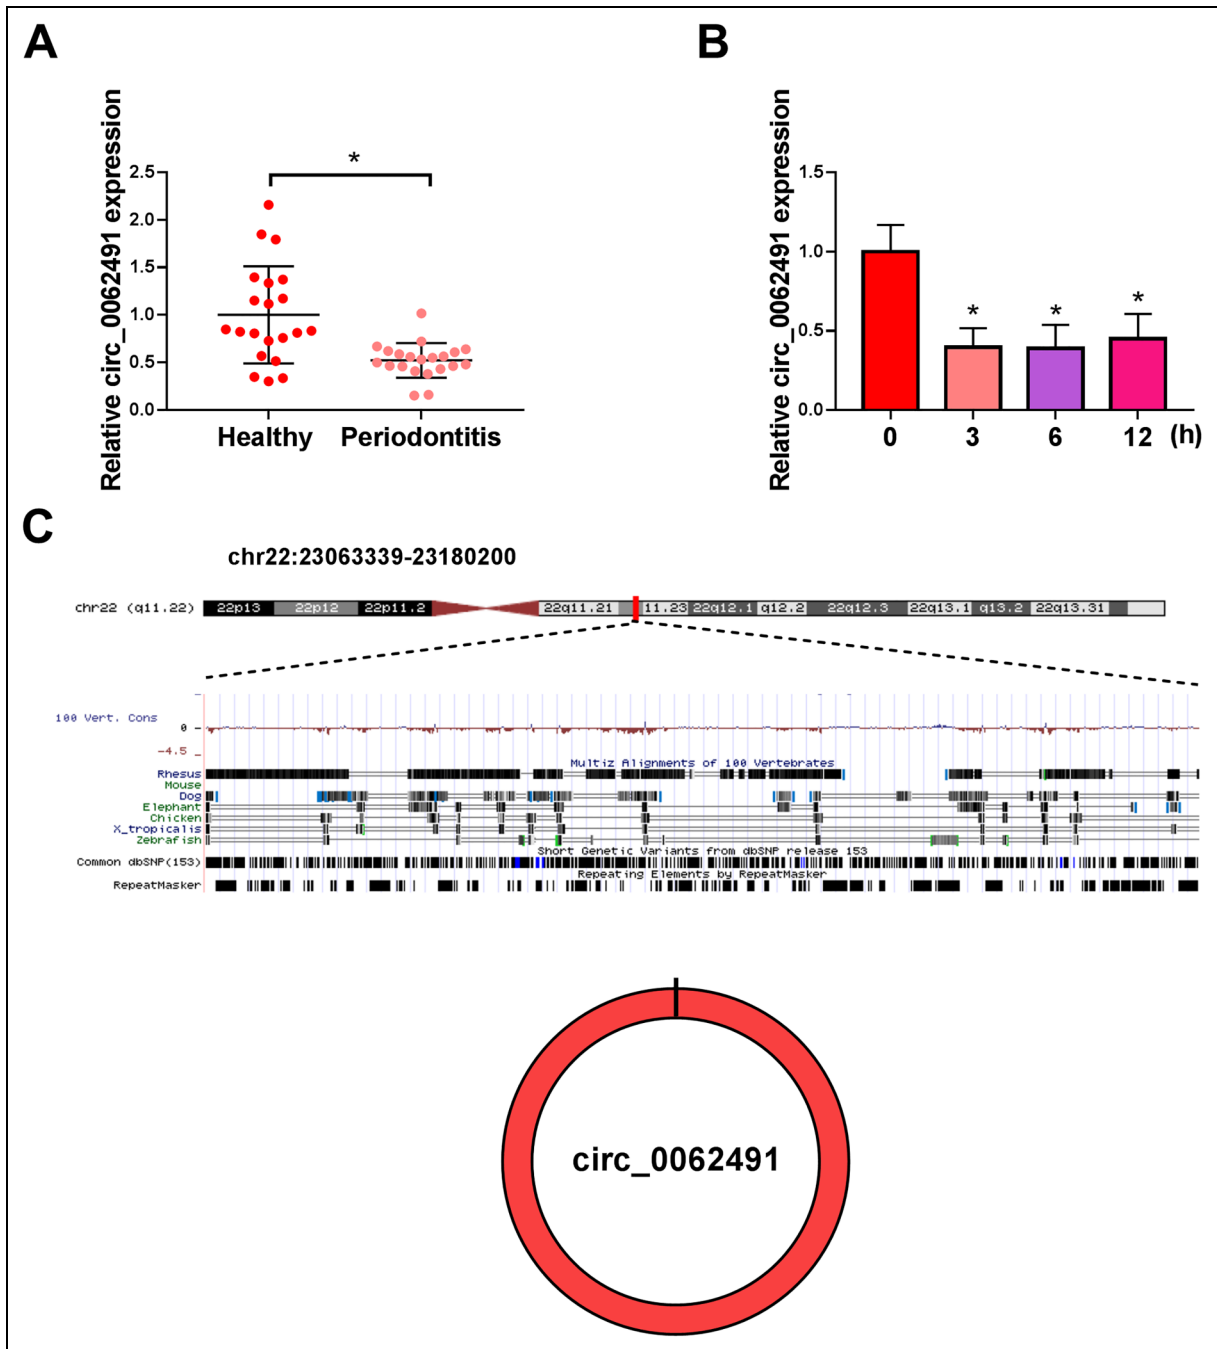 A
Relative circ_0062491 expression
2.5
2.0
1.5
1.0
0.5
0.0
*
Healthy
Periodontitis
B
Relative circ_0062491 expression
1.5
1.0
0.5
0.0
*
*
*
0
3
6
12
(h)
C
chr22:23063339-23180200
chr22 (q11.22)
22p13
22p12
22p11.2
22q11.21
11.23
22q12.1
q12.2
22q12.3
22q13.1
q13.2
22q13.31
100 Vert. Cons
0 -
-4.5 _
Multiz Alignments of 100 Vertebrates
Rhesus
Mouse
Dog
Elephant
Chicken
X_tropicalis
Zebrafish
Short Genetic Variants from dbSNP release 153
Common dbSNP(153)
Repeating Elements by RepeatMasker
RepeatMasker
circ_0062491